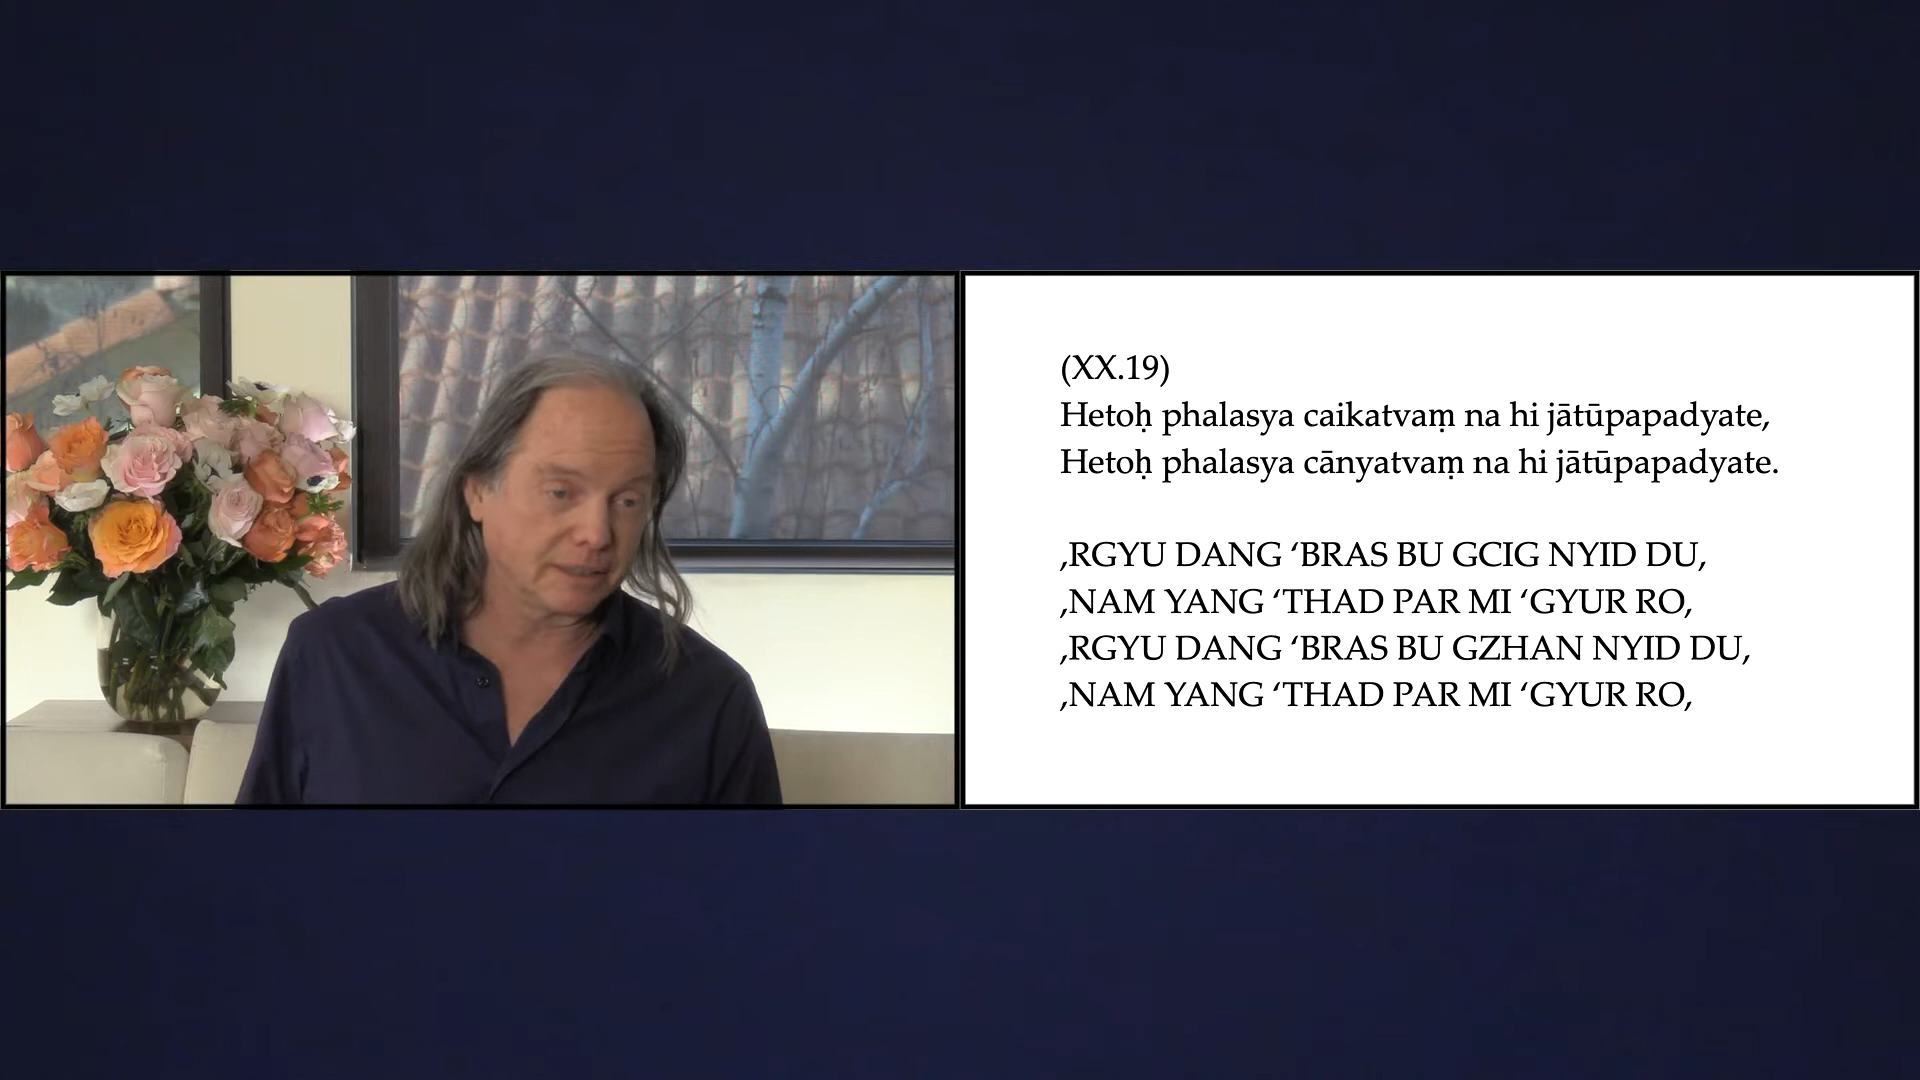 (XX.19)
Hetoḥ phalasya caikatvaṃ na hi jātūpapadyate,
Hetoḥ phalasya cānyatvaṃ na hi jātūpapadyate.
,RGYU DANG ‘BRAS BU GCIG NYID DU,
,NAM YANG ‘THAD PAR MI ‘GYUR RO,
,RGYU DANG ‘BRAS BU GZHAN NYID DU,
,NAM YANG ‘THAD PAR MI ‘GYUR RO,